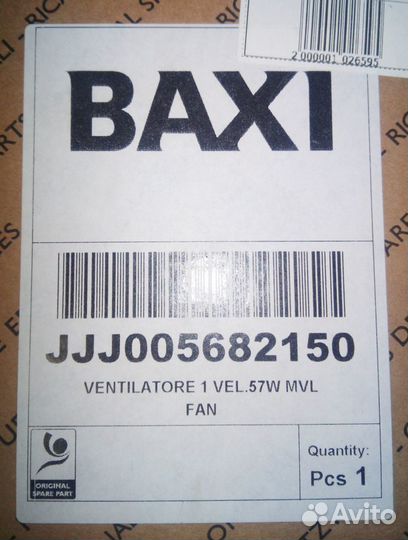 2 000001 026595
BAXI
JJJ005682150
VENTILATORE 1 VEL.57W MVL
FAN
ORIGINAL
SPARE PART
Quantity:
Pcs 1
Avito